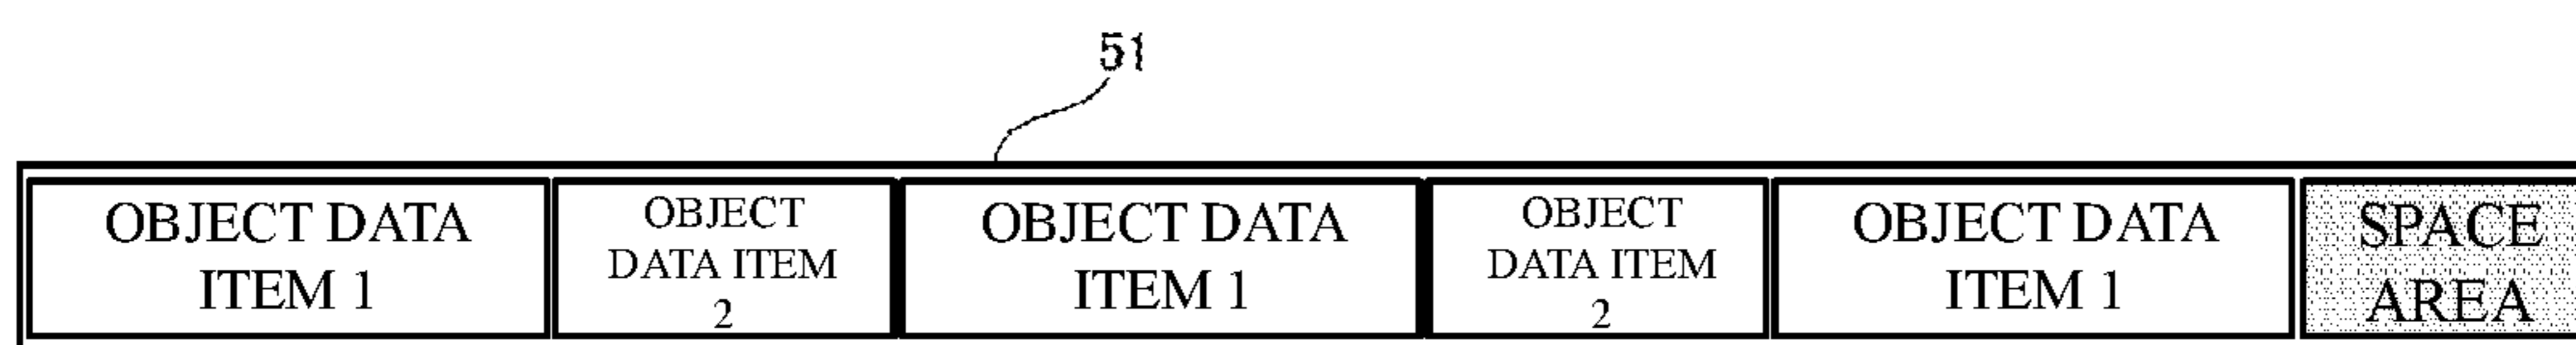 51
OBJECT DATA
ITEM 1
OBJECT
DATA ITEM
2
OBJECT DATA
ITEM 1
OBJECT
DATA ITEM
2
OBJECT DATA
ITEM 1
SPACE
AREA